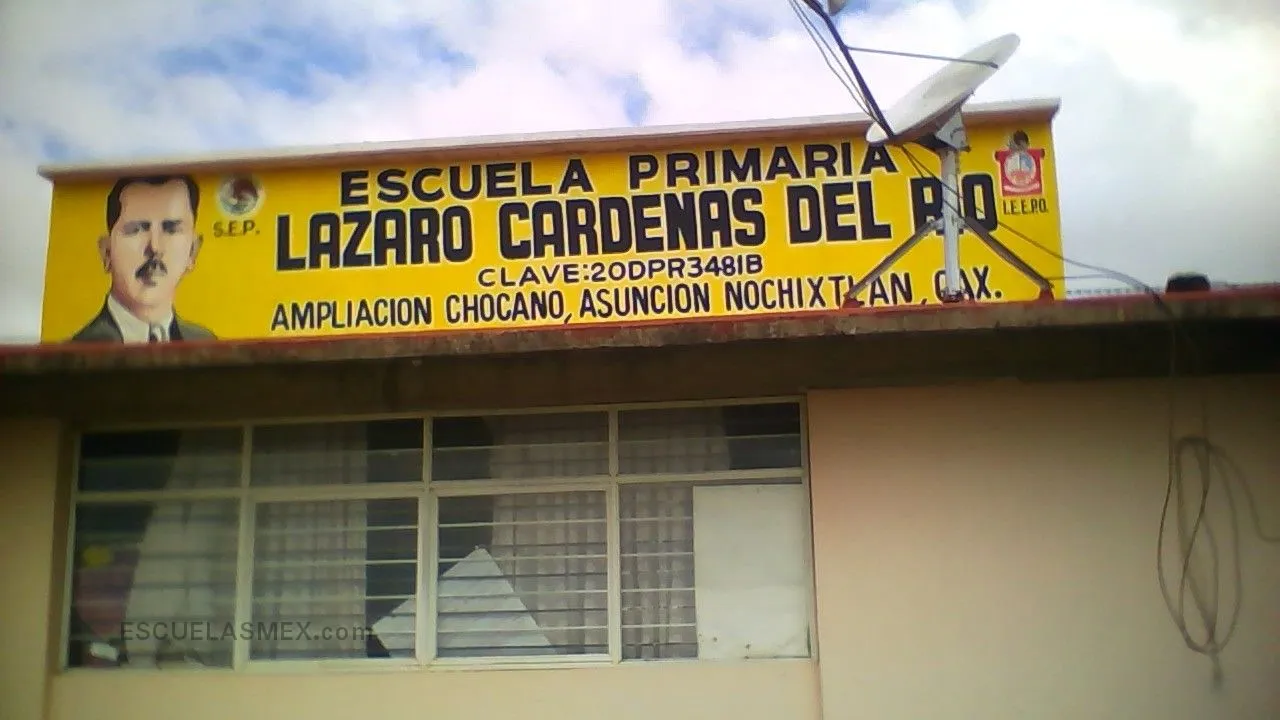 ESCUELA PRIMARIA
LAZARO CARDENAS DEL RIO
CLAVE:20DPR3481B
AMPLIACION CHOCANO, ASUNCION NOCHIXTLAN, OAX.
S.E.P.
I.E.E.P.O.
ESCUELASMEX.com